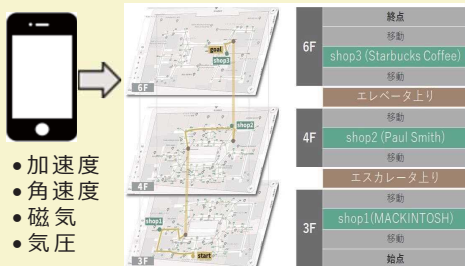 • 加速度
• 角速度
• 磁気
• 気圧
goal
shop3
6F
shop2
4F
shop1
start
3F
6F
終点
移動
shop3 (Starbucks Coffee)
移動
エレベータ上り
4F
移動
shop2 (Paul Smith)
移動
エスカレータ上り
3F
移動
shop1(MACKINTOSH)
移動
始点